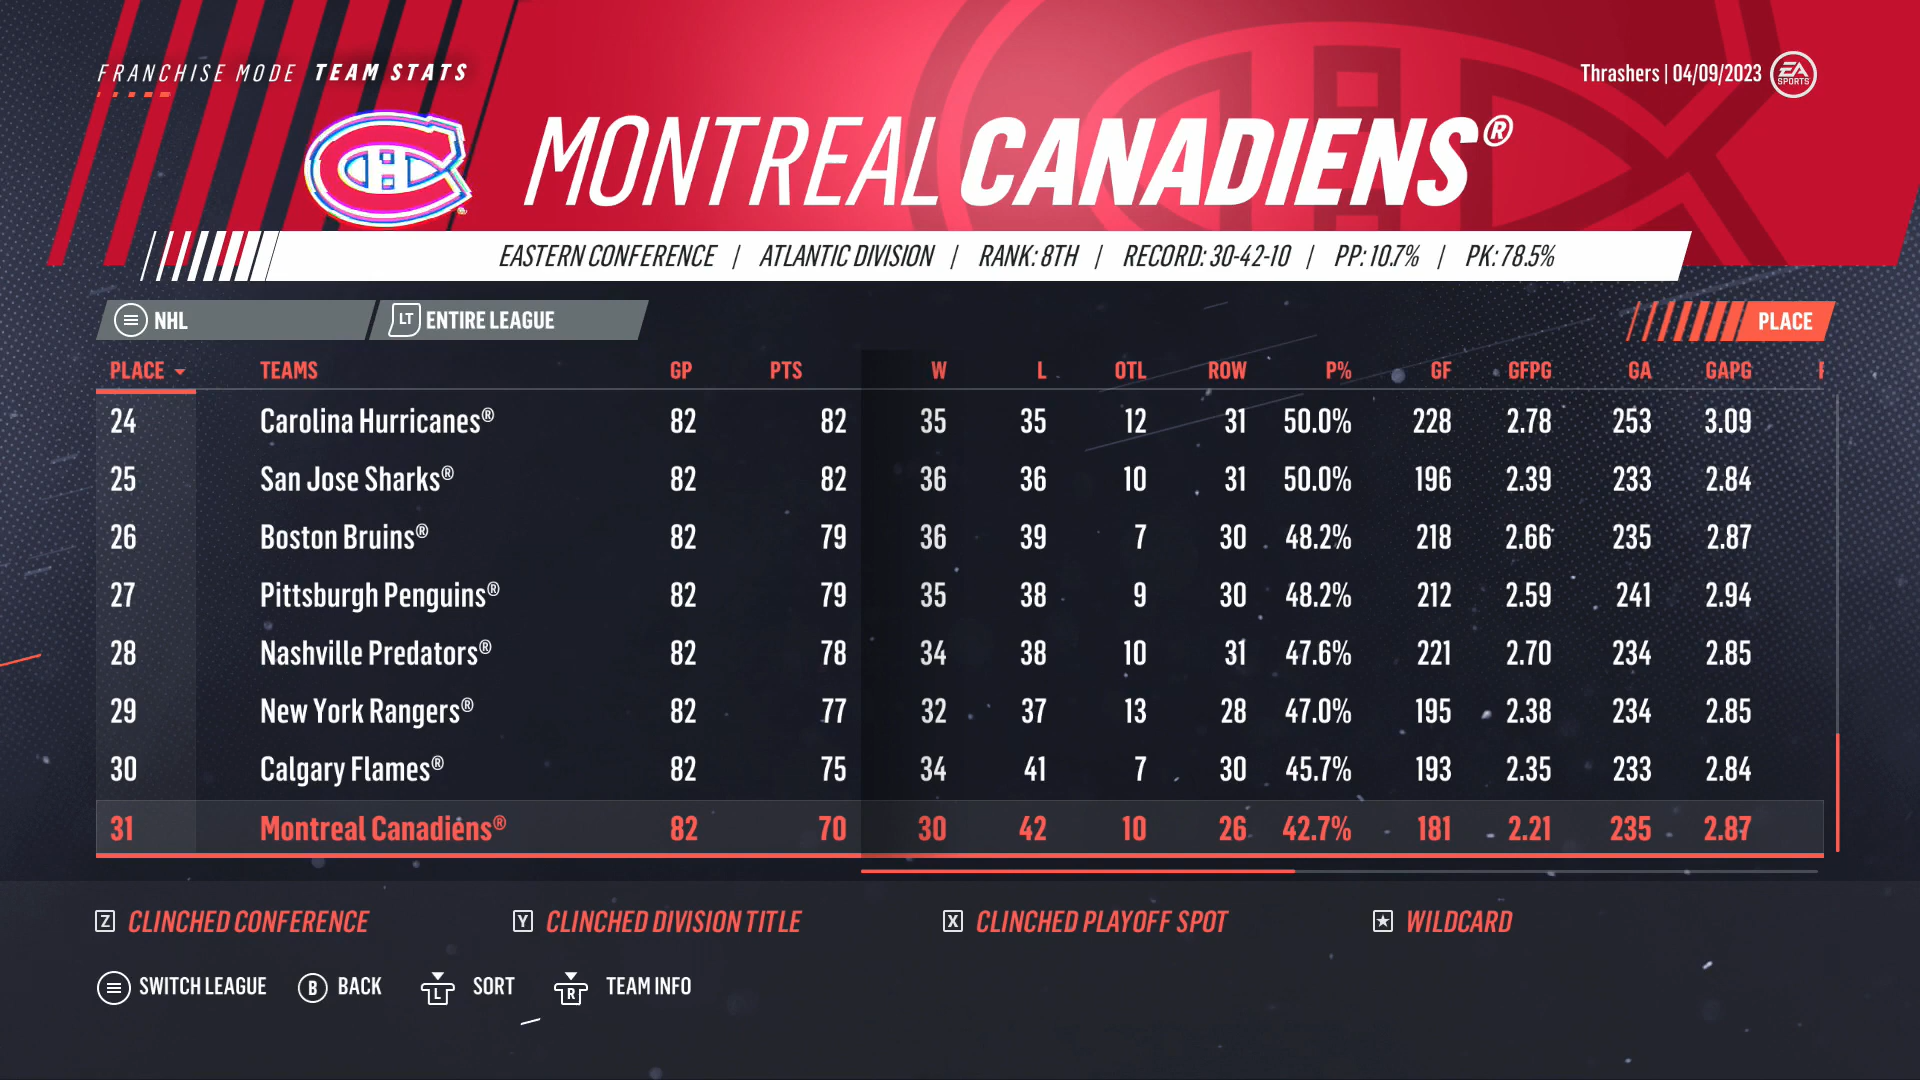 FRANCHISE MODE TEAM STATS
Thrashers | 04/09/2023
EA SPORTS
MONTREAL CANADIENS®
EASTERN CONFERENCE | ATLANTIC DIVISION | RANK: 8TH | RECORD: 30-42-10 | PP: 10.7% | PK: 78.5%
NHL LT ENTIRE LEAGUE PLACE
PLACE TEAMS GP PTS W L OTL ROW P% GF GFPG GA GAPG
24 Carolina Hurricanes® 82 82 35 35 12 31 50.0% 228 2.78 253 3.09
25 San Jose Sharks® 82 82 36 36 10 31 50.0% 196 2.39 233 2.84
26 Boston Bruins® 82 79 36 39 7 30 48.2% 218 2.66 235 2.87
27 Pittsburgh Penguins® 82 79 35 38 9 30 48.2% 212 2.59 241 2.94
28 Nashville Predators® 82 78 34 38 10 31 47.6% 221 2.70 234 2.85
29 New York Rangers® 82 77 32 37 13 28 47.0% 195 2.38 234 2.85
30 Calgary Flames® 82 75 34 41 7 30 45.7% 193 2.35 233 2.84
31 Montreal Canadiens® 82 70 30 42 10 26 42.7% 181 2.21 235 2.87
Z CLINCHED CONFERENCE Y CLINCHED DIVISION TITLE X CLINCHED PLAYOFF SPOT ★ WILDCARD
SWITCH LEAGUE B BACK L SORT R TEAM INFO